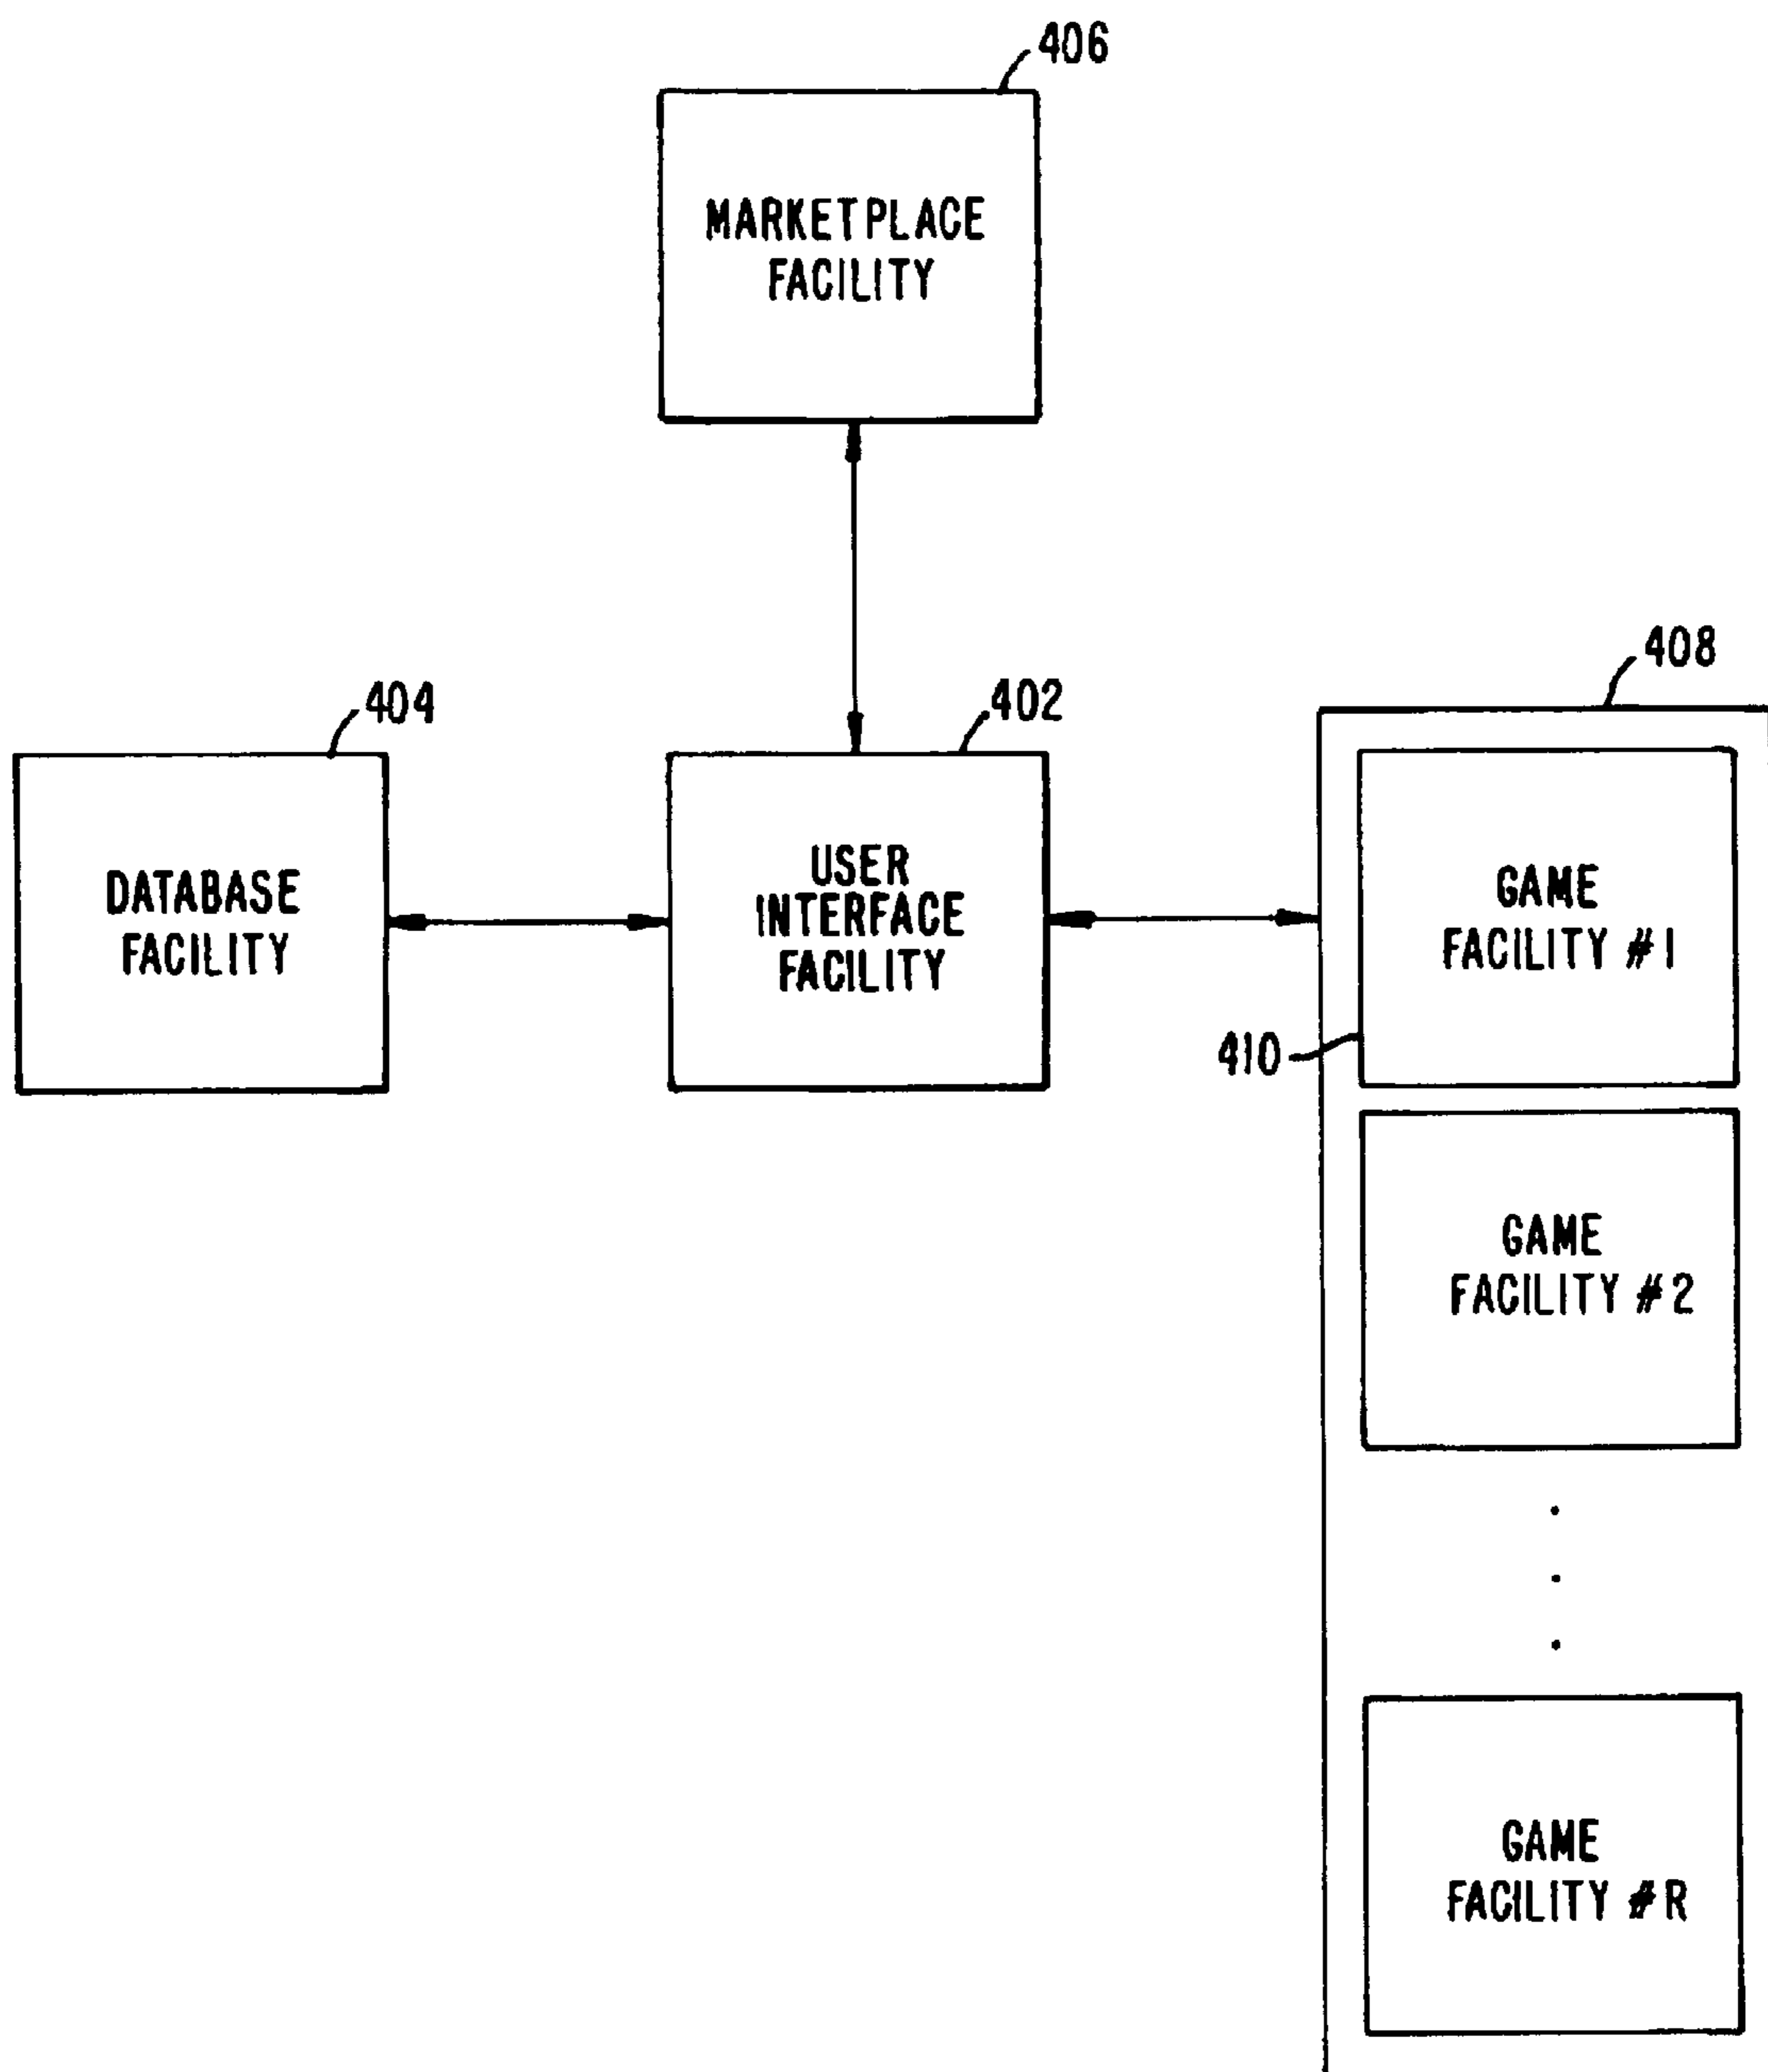 406
MARKETPLACE
FACILITY
408
404
402
DATABASE
FACILITY
USER
INTERFACE
FACILITY
GAME
FACILITY #1
410
GAME
FACILITY #2
GAME
FACILITY #R